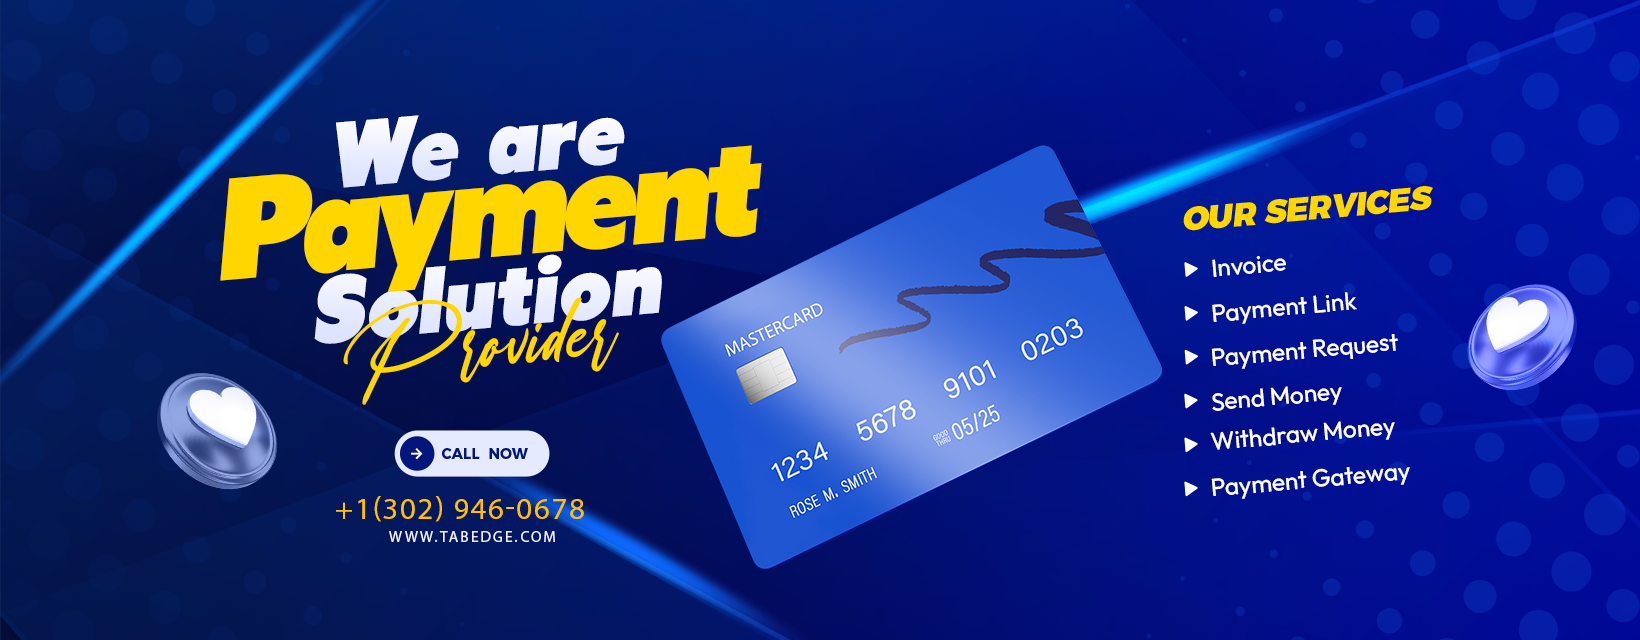 We are
Payment
Solution
Provider
CALL NOW
+1(302) 946-0678
WWW.TABEDGE.COM
MASTERCARD
1234 5678 9101 0203
GOOD
THRU
05/25
ROSE M. SMITH
OUR SERVICES
Invoice
Payment Link
Payment Request
Send Money
Withdraw Money
Payment Gateway